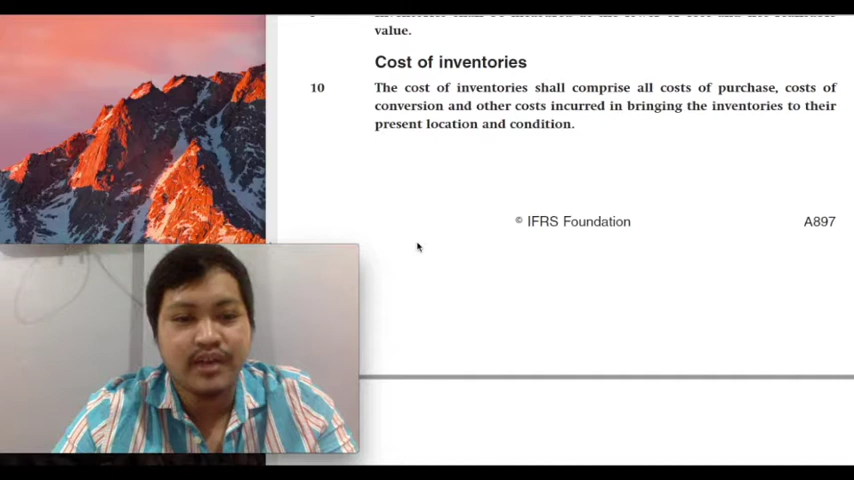 value.
Cost of inventories
10 The cost of inventories shall comprise all costs of purchase, costs of
conversion and other costs incurred in bringing the inventories to their
present location and condition.
© IFRS Foundation A897